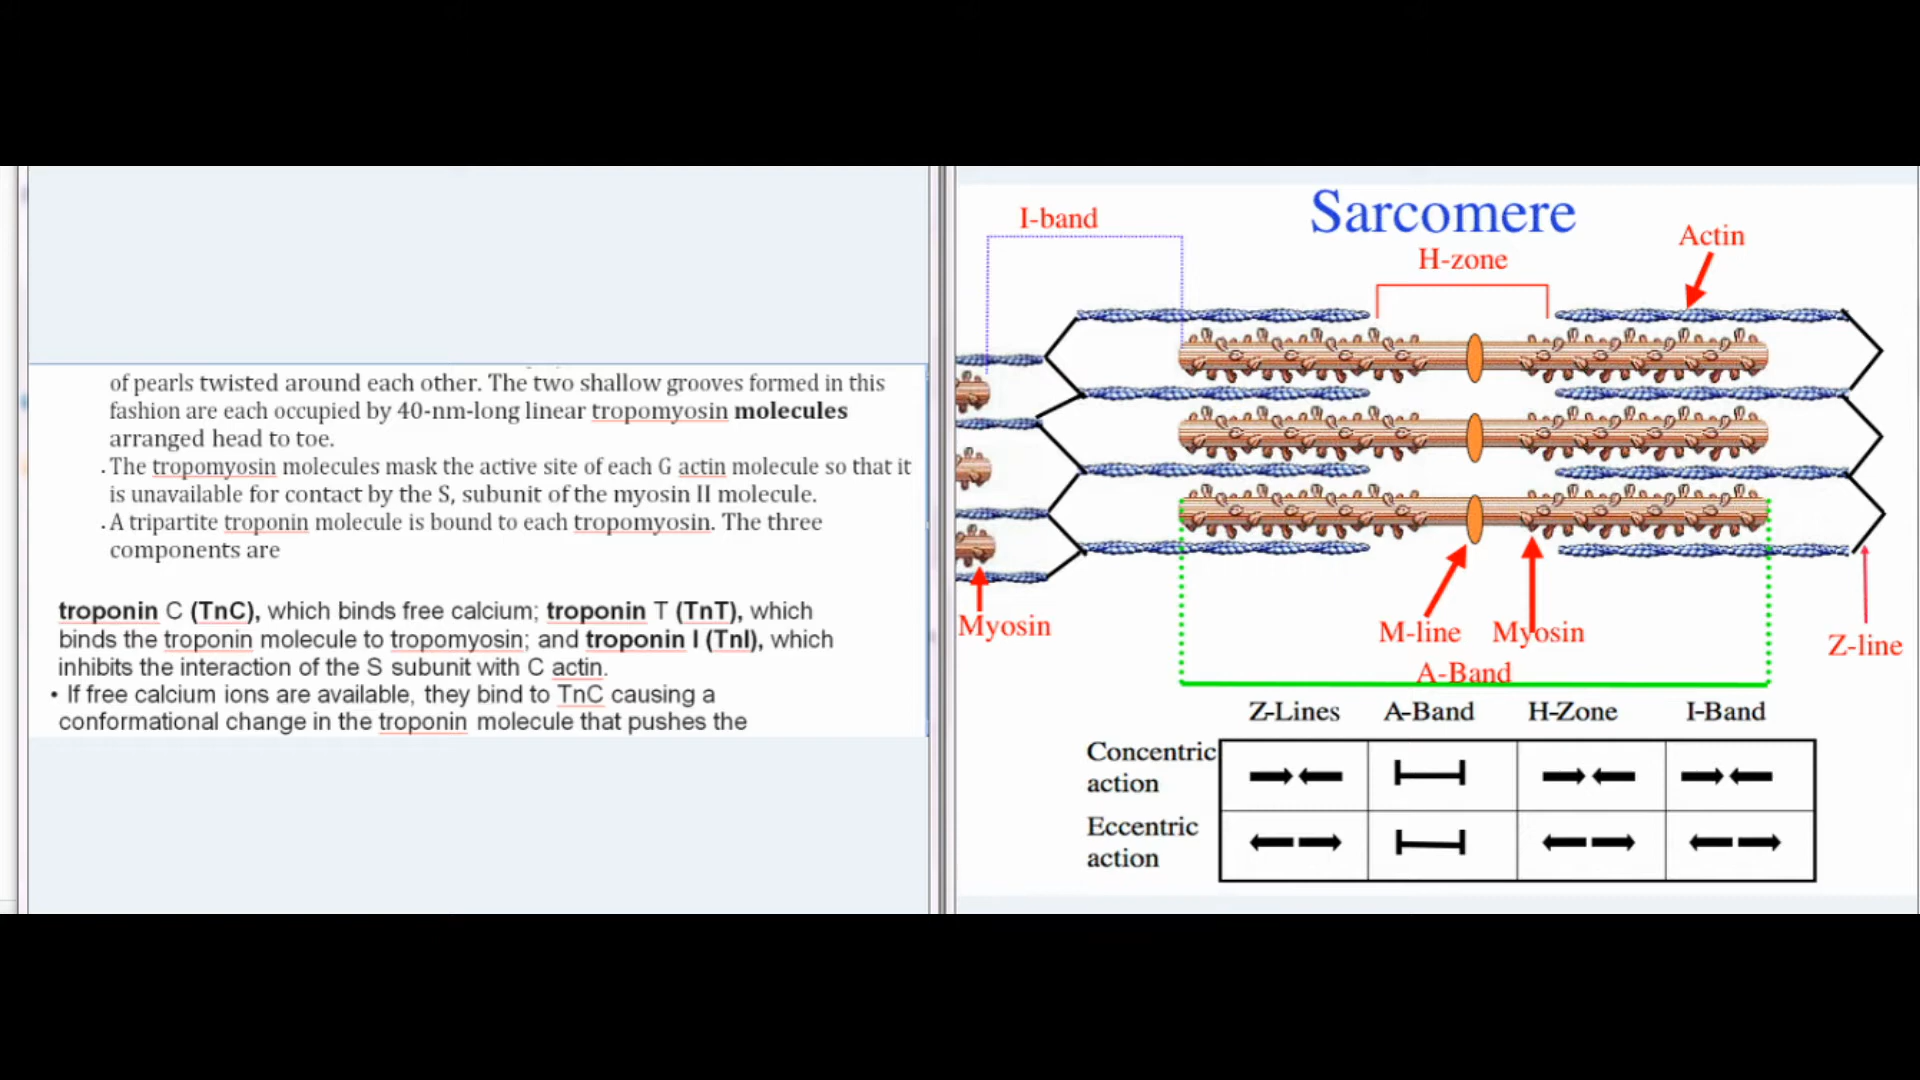 of pearls twisted around each other. The two shallow grooves formed in this
fashion are each occupied by 40-nm-long linear tropomyosin molecules
arranged head to toe.
. The tropomyosin molecules mask the active site of each G actin molecule so that it
is unavailable for contact by the S, subunit of the myosin II molecule.
. A tripartite troponin molecule is bound to each tropomyosin. The three
components are
troponin C (TnC), which binds free calcium; troponin T (TnT), which
binds the troponin molecule to tropomyosin; and troponin I (TnI), which
inhibits the interaction of the S subunit with C actin.
• If free calcium ions are available, they bind to TnC causing a
conformational change in the troponin molecule that pushes the
Sarcomere
I-band
H-zone
Actin
Myosin
M-line
Myosin
Z-line
A-Band
Z-Lines A-Band H-Zone I-Band
Concentric
action
Eccentric
action